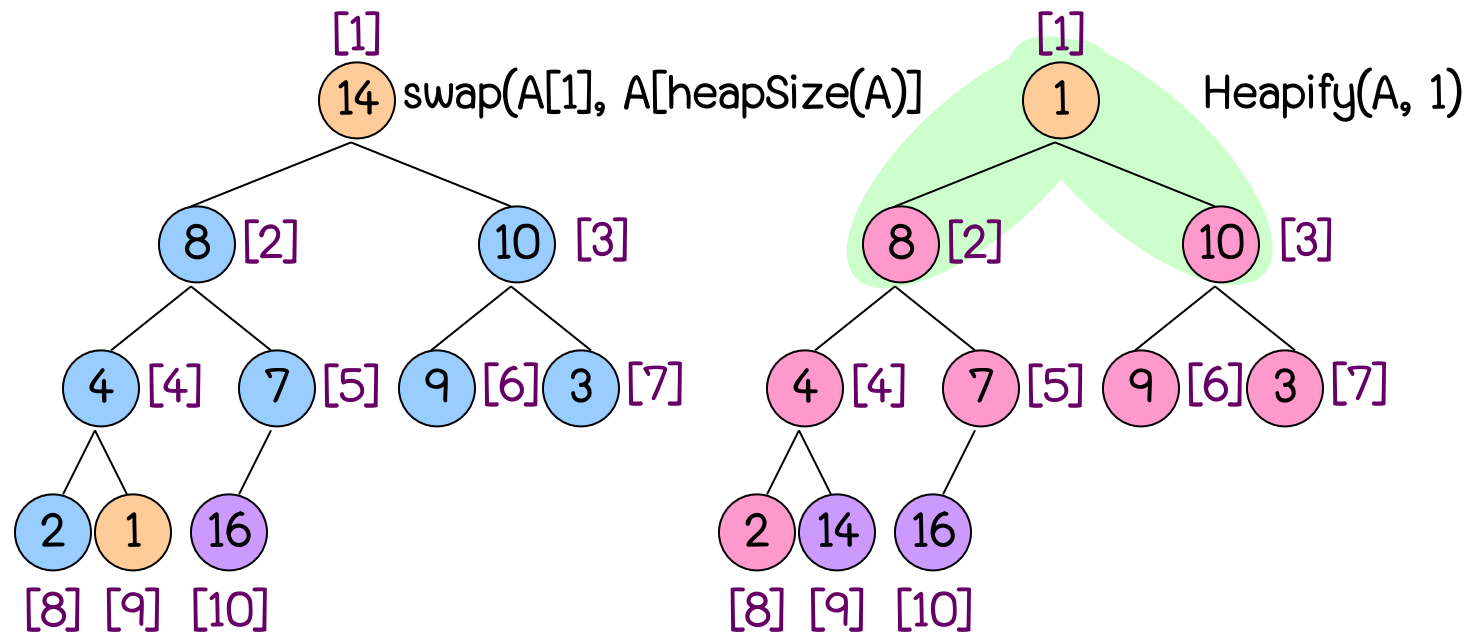 [1] [1]
14 swap(A[1], A[heapSize(A)] 1 Heapify(A, 1)
8 [2] 10 [3] 8 [2] 10 [3]
4 [4] 7 [5] 9 [6] 3 [7] 4 [4] 7 [5] 9 [6] 3 [7]
2 1 16 2 14 16
[8] [9] [10] [8] [9] [10]